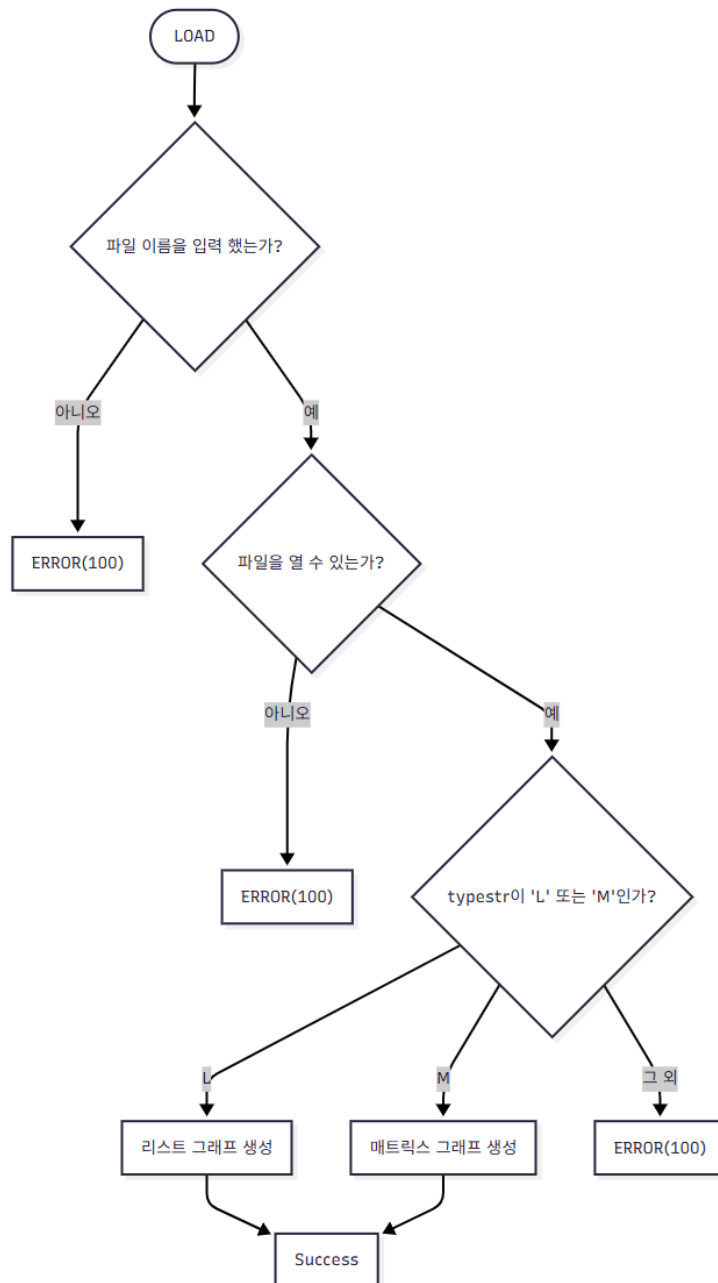 LOAD
파일 이름을 입력 했는가?
아니오
예
ERROR(100)
파일을 열 수 있는가?
아니오
예
ERROR(100)
typestr이 'L' 또는 'M'인가?
L
M
그 외
리스트 그래프 생성
매트릭스 그래프 생성
ERROR(100)
Success